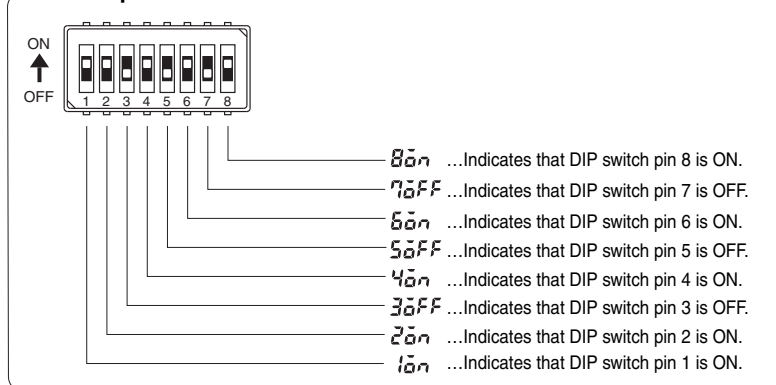 ON
OFF
1 2 3 4 5 6 7 8
8on ...Indicates that DIP switch pin 8 is ON.
7oFF ...Indicates that DIP switch pin 7 is OFF.
6on ...Indicates that DIP switch pin 6 is ON.
5oFF ...Indicates that DIP switch pin 5 is OFF.
4on ...Indicates that DIP switch pin 4 is ON.
3oFF ...Indicates that DIP switch pin 3 is OFF.
2on ...Indicates that DIP switch pin 2 is ON.
1on ...Indicates that DIP switch pin 1 is ON.